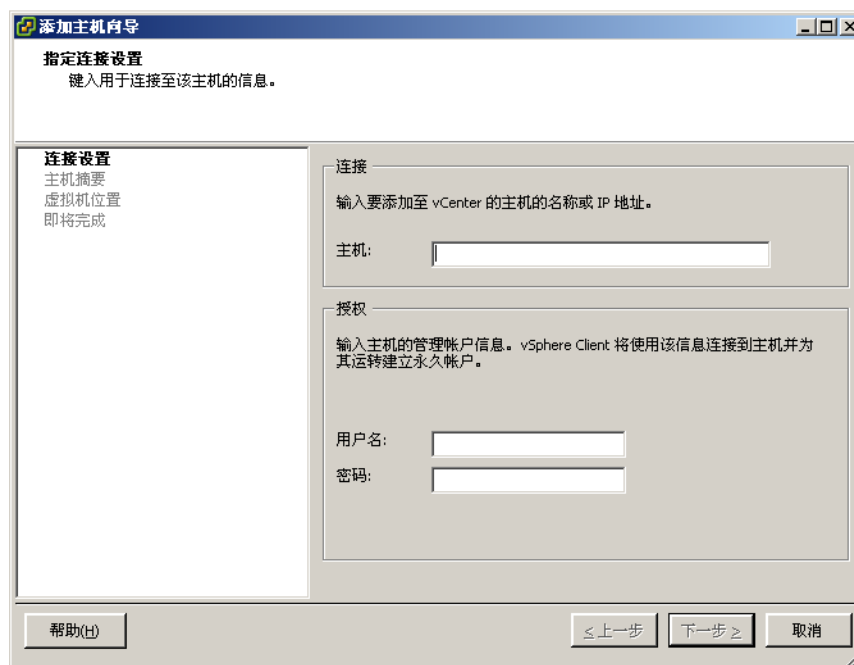 添加主机向导
指定连接设置
键入用于连接至该主机的信息。
连接设置
主机摘要
虚拟机位置
即将完成
连接
输入要添加至 vCenter 的主机的名称或 IP 地址。
主机:
授权
输入主机的管理帐户信息。vSphere Client 将使用该信息连接到主机并为
其运转建立永久帐户。
用户名:
密码:
帮助(H)
≤上一步
下一步≥
取消